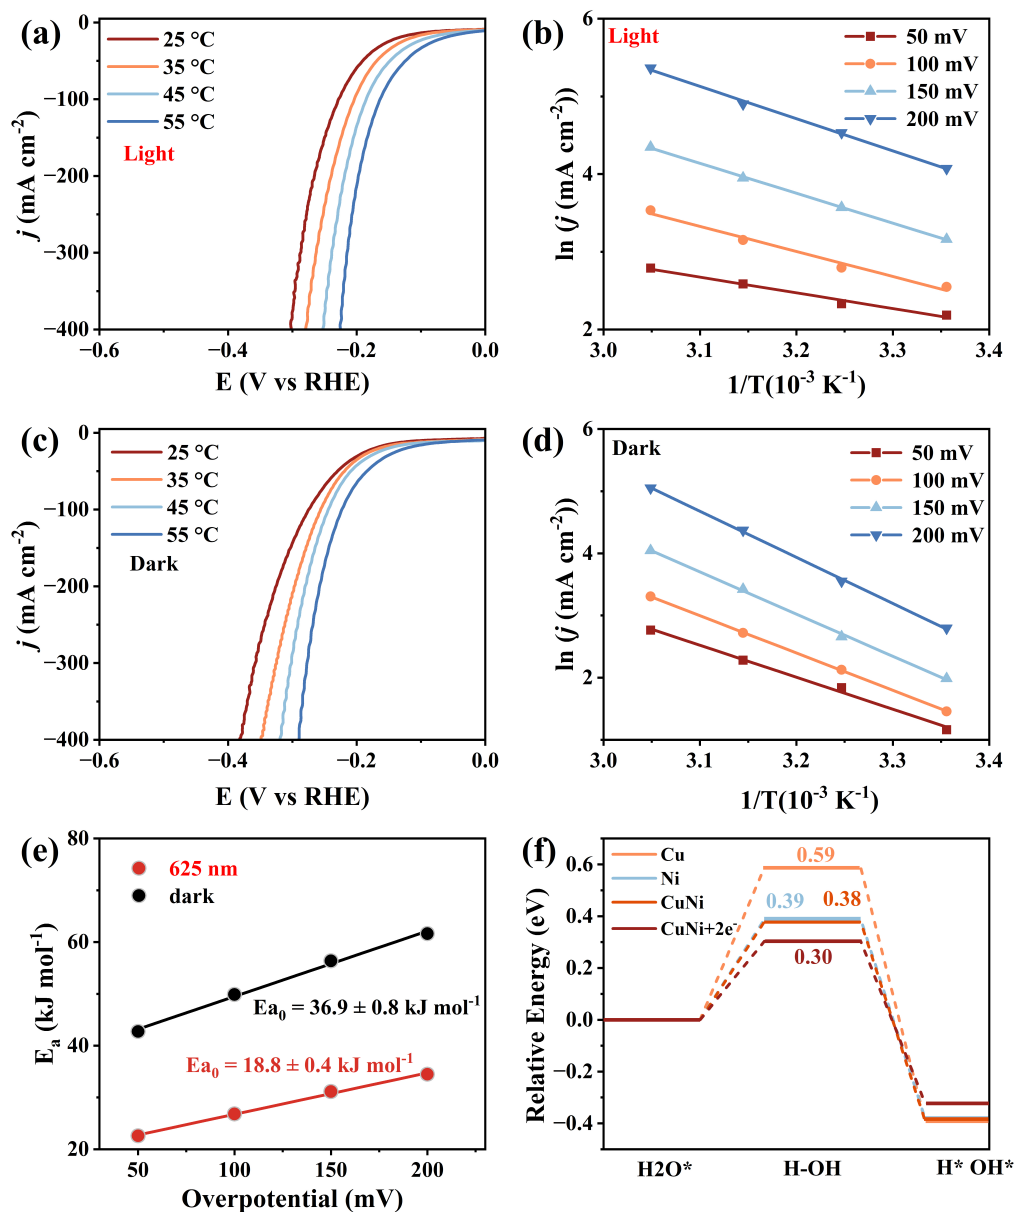 (a)
0
−100
−200
−300
−400
j (mA cm-2)
25 °C
35 °C
45 °C
55 °C
Light
−0.6
−0.4
−0.2
0.0
E (V vs RHE)
(b)
6
4
2
ln (j (mA cm-2))
Light
50 mV
100 mV
150 mV
200 mV
3.0
3.1
3.2
3.3
3.4
1/T(10-3 K-1)
(c)
0
−100
−200
−300
−400
j (mA cm-2)
25 °C
35 °C
45 °C
55 °C
Dark
−0.6
−0.4
−0.2
0.0
E (V vs RHE)
(d)
6
4
2
ln (j (mA cm-2))
Dark
50 mV
100 mV
150 mV
200 mV
3.0
3.1
3.2
3.3
3.4
1/T(10-3 K-1)
(e)
80
60
40
20
Ea (kJ mol-1)
625 nm
dark
Ea0 = 36.9 ± 0.8 kJ mol-1
Ea0 = 18.8 ± 0.4 kJ mol-1
50
100
150
200
Overpotential (mV)
(f)
0.6
0.4
0.2
0.0
−0.2
−0.4
Relative Energy (eV)
Cu
Ni
CuNi
CuNi+2e-
0.59
0.39
0.38
0.30
H2O*
H-OH
H* OH*